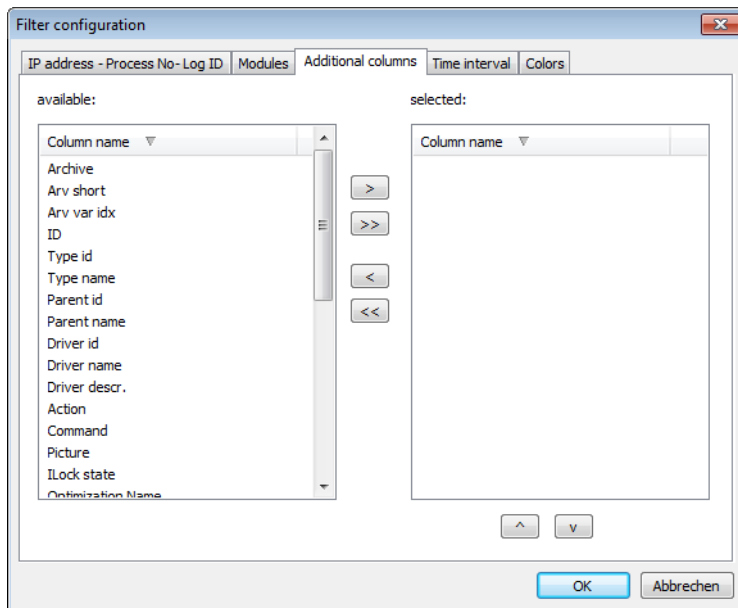 Filter configuration
IP address - Process No- Log ID Modules Additional columns Time interval Colors
available: selected:
Column name Column name
Archive
Arv short
Arv var idx
ID
Type id
Type name
Parent id
Parent name
Driver id
Driver name
Driver descr.
Action
Command
Picture
ILock state
Optimization Name
>
>>
<
<<
^ v
OK Abbrechen